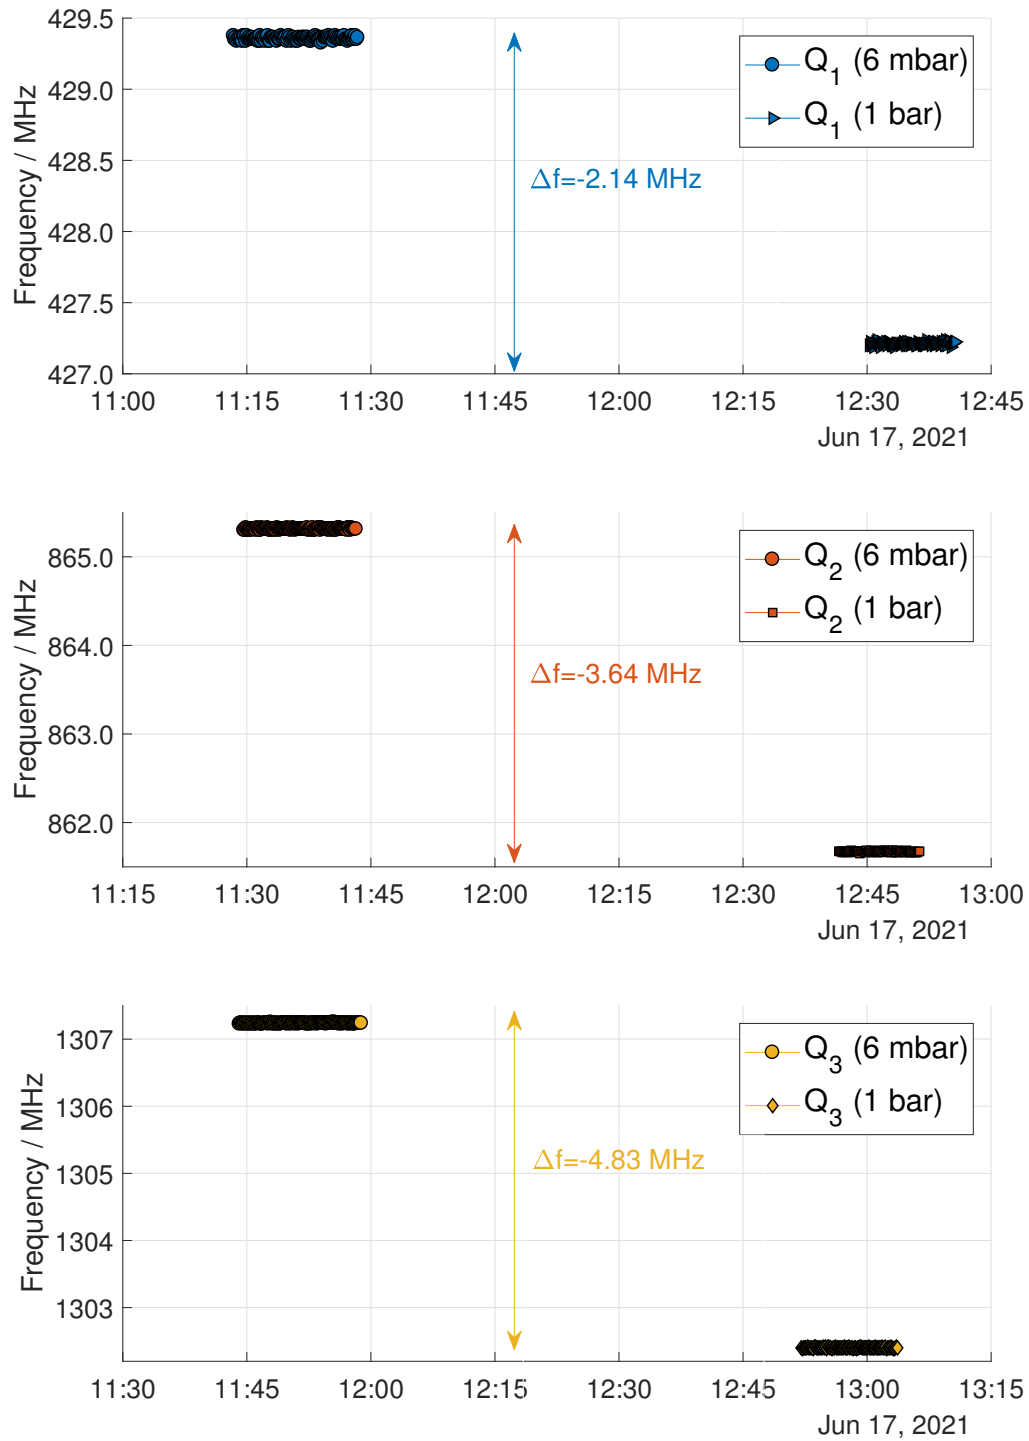 429.5
429.0
428.5
428.0
427.5
427.0
Frequency / MHz
Q1 (6 mbar)
Q1 (1 bar)
Δf=-2.14 MHz
11:00 11:15 11:30 11:45 12:00 12:15 12:30 12:45
Jun 17, 2021
865.0
864.0
863.0
862.0
Frequency / MHz
Q2 (6 mbar)
Q2 (1 bar)
Δf=-3.64 MHz
11:15 11:30 11:45 12:00 12:15 12:30 12:45 13:00
Jun 17, 2021
1307
1306
1305
1304
1303
Frequency / MHz
Q3 (6 mbar)
Q3 (1 bar)
Δf=-4.83 MHz
11:30 11:45 12:00 12:15 12:30 12:45 13:00 13:15
Jun 17, 2021